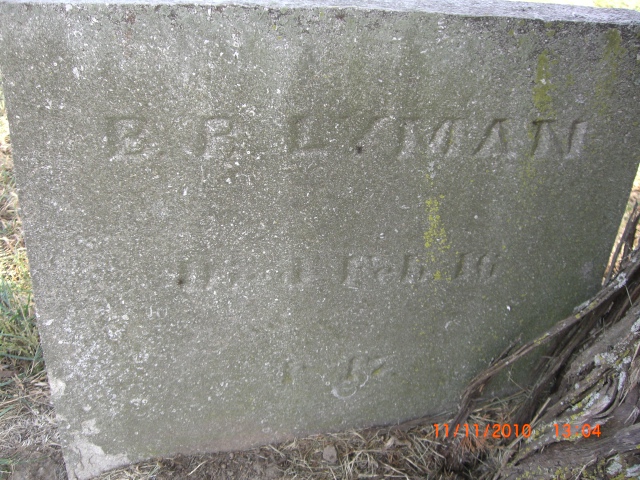 B. P. LYMAN
Died Feb. 16
11/11/2010 13:04